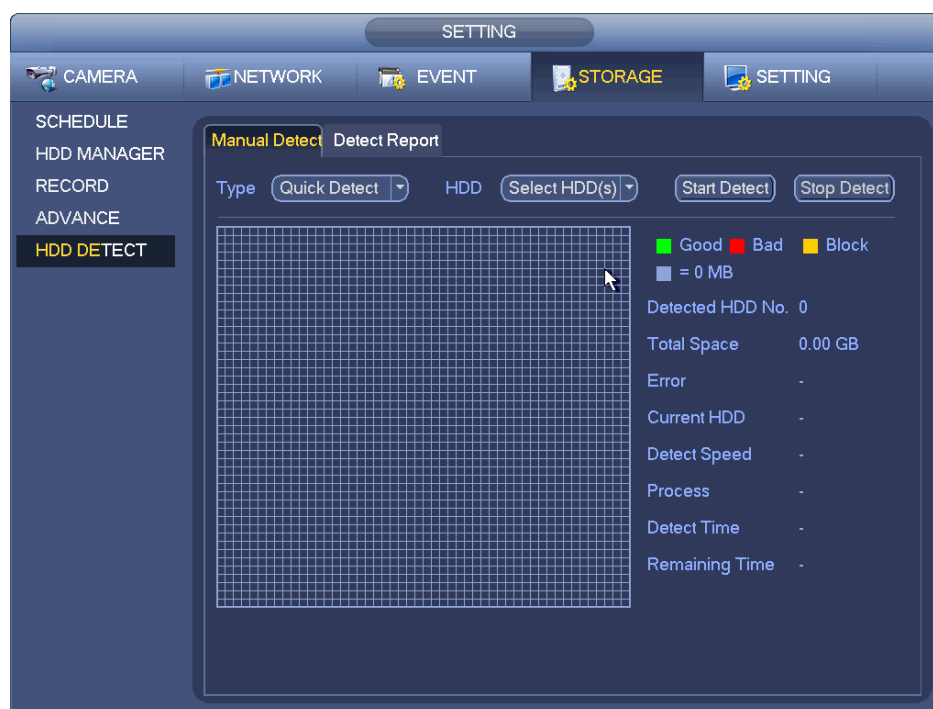 SETTING
CAMERA NETWORK EVENT STORAGE SETTING
SCHEDULE
HDD MANAGER
RECORD
ADVANCE
HDD DETECT
Manual Detect Detect Report
Type Quick Detect HDD Select HDD(s) Start Detect Stop Detect
Good Bad Block
= 0 MB
Detected HDD No. 0
Total Space 0.00 GB
Error -
Current HDD -
Detect Speed -
Process -
Detect Time -
Remaining Time -